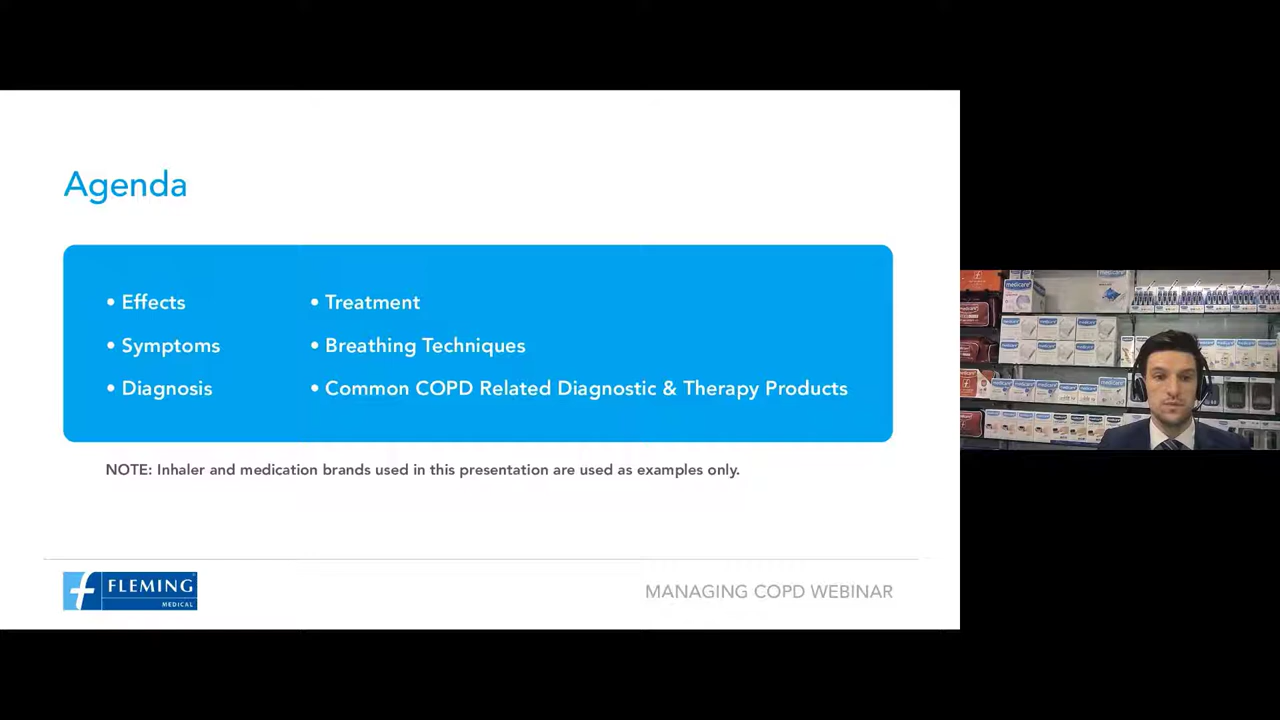 Agenda
• Effects
• Symptoms
• Diagnosis
• Treatment
• Breathing Techniques
• Common COPD Related Diagnostic & Therapy Products
NOTE: Inhaler and medication brands used in this presentation are used as examples only.
FLEMING
MEDICAL
MANAGING COPD WEBINAR
medicare